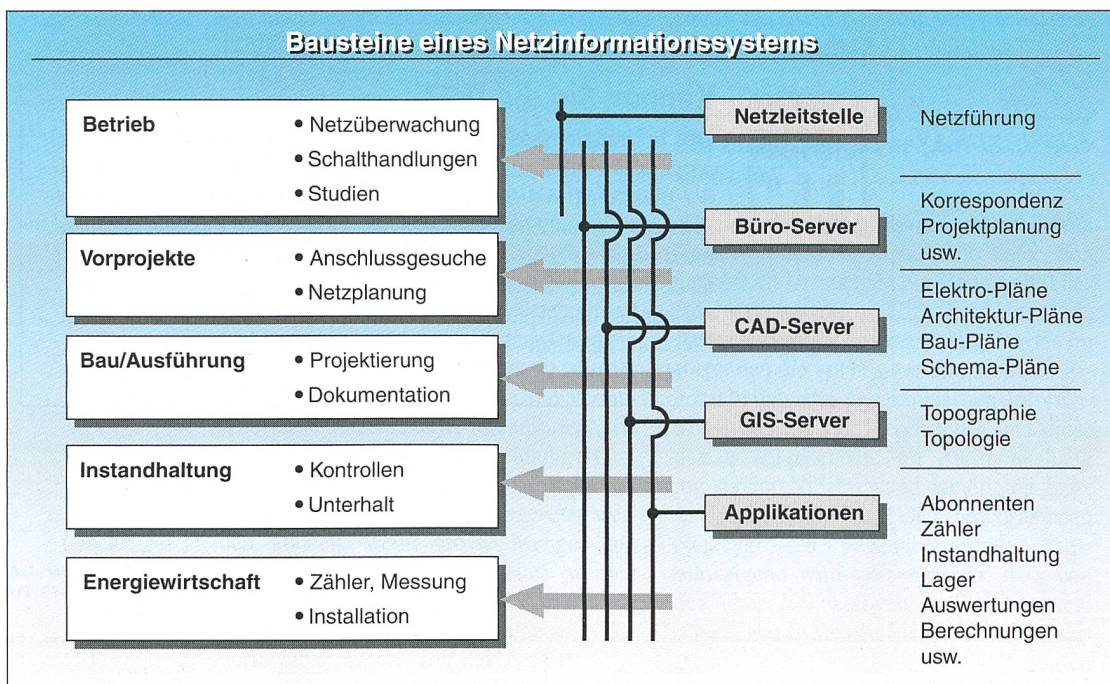 Bausteine eines Netzinformationssystems
Betrieb
• Netzüberwachung
• Schalthandlungen
• Studien
Vorprojekte
• Anschlussgesuche
• Netzplanung
Bau/Ausführung
• Projektierung
• Dokumentation
Instandhaltung
• Kontrollen
• Unterhalt
Energiewirtschaft
• Zähler, Messung
• Installation
Netzleitstelle
Netzführung
Büro-Server
Korrespondenz
Projektplanung
usw.
CAD-Server
Elektro-Pläne
Architektur-Pläne
Bau-Pläne
Schema-Pläne
GIS-Server
Topographie
Topologie
Applikationen
Abonnenten
Zähler
Instandhaltung
Lager
Auswertungen
Berechnungen
usw.